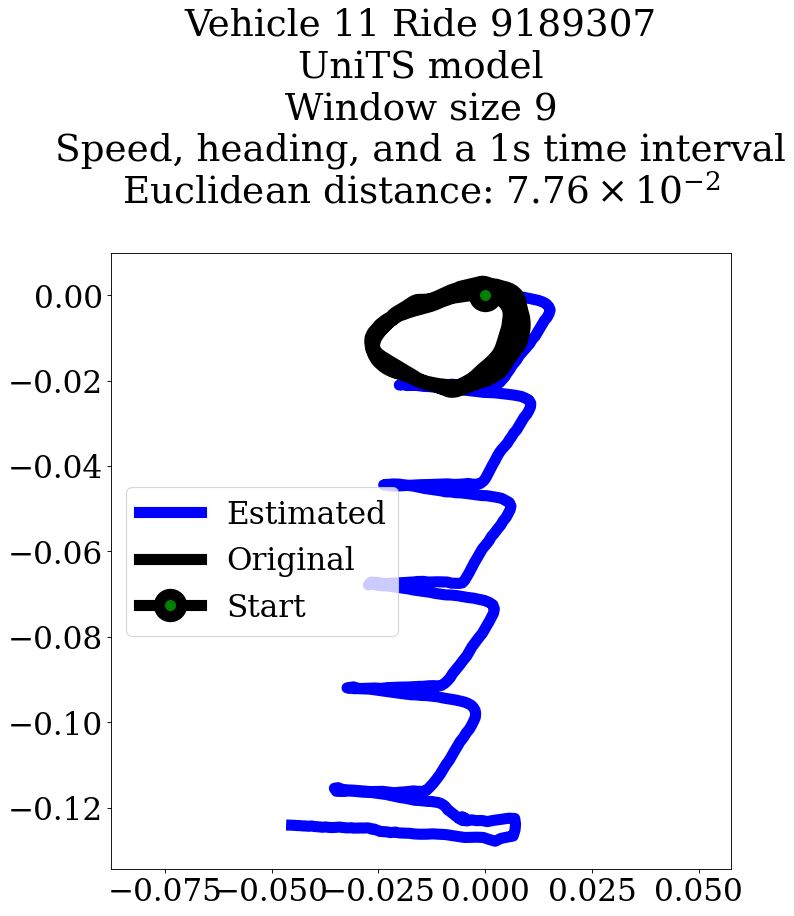 Vehicle 11 Ride 9189307
UniTS model
Window size 9
Speed, heading, and a 1s time interval
Euclidean distance: 7.76 × 10⁻²
0.00
−0.02
−0.04
−0.06
−0.08
−0.10
−0.12
Estimated
Original
Start
−0.075 −0.050 −0.025 0.000 0.025 0.050